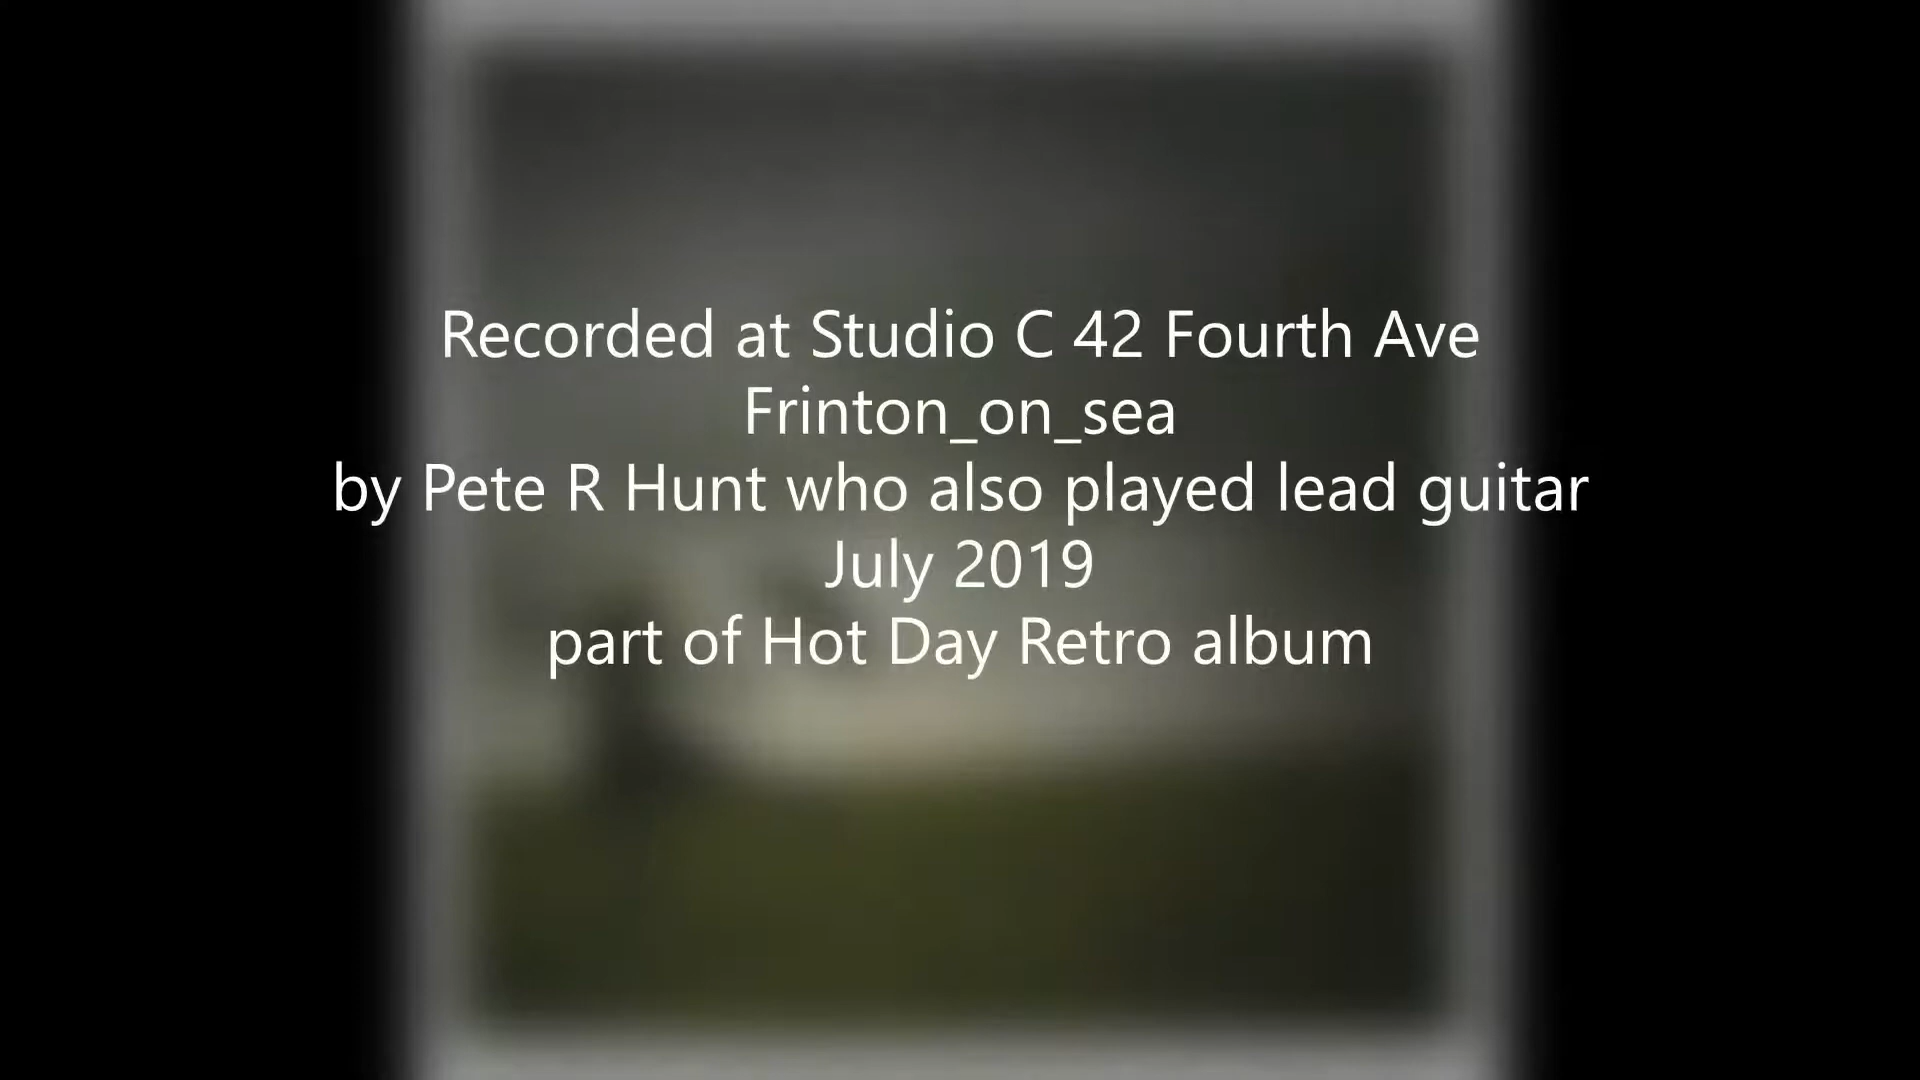 Recorded at Studio C 42 Fourth Ave
Frinton_on_sea
by Pete R Hunt who also played lead guitar
July 2019
part of Hot Day Retro album